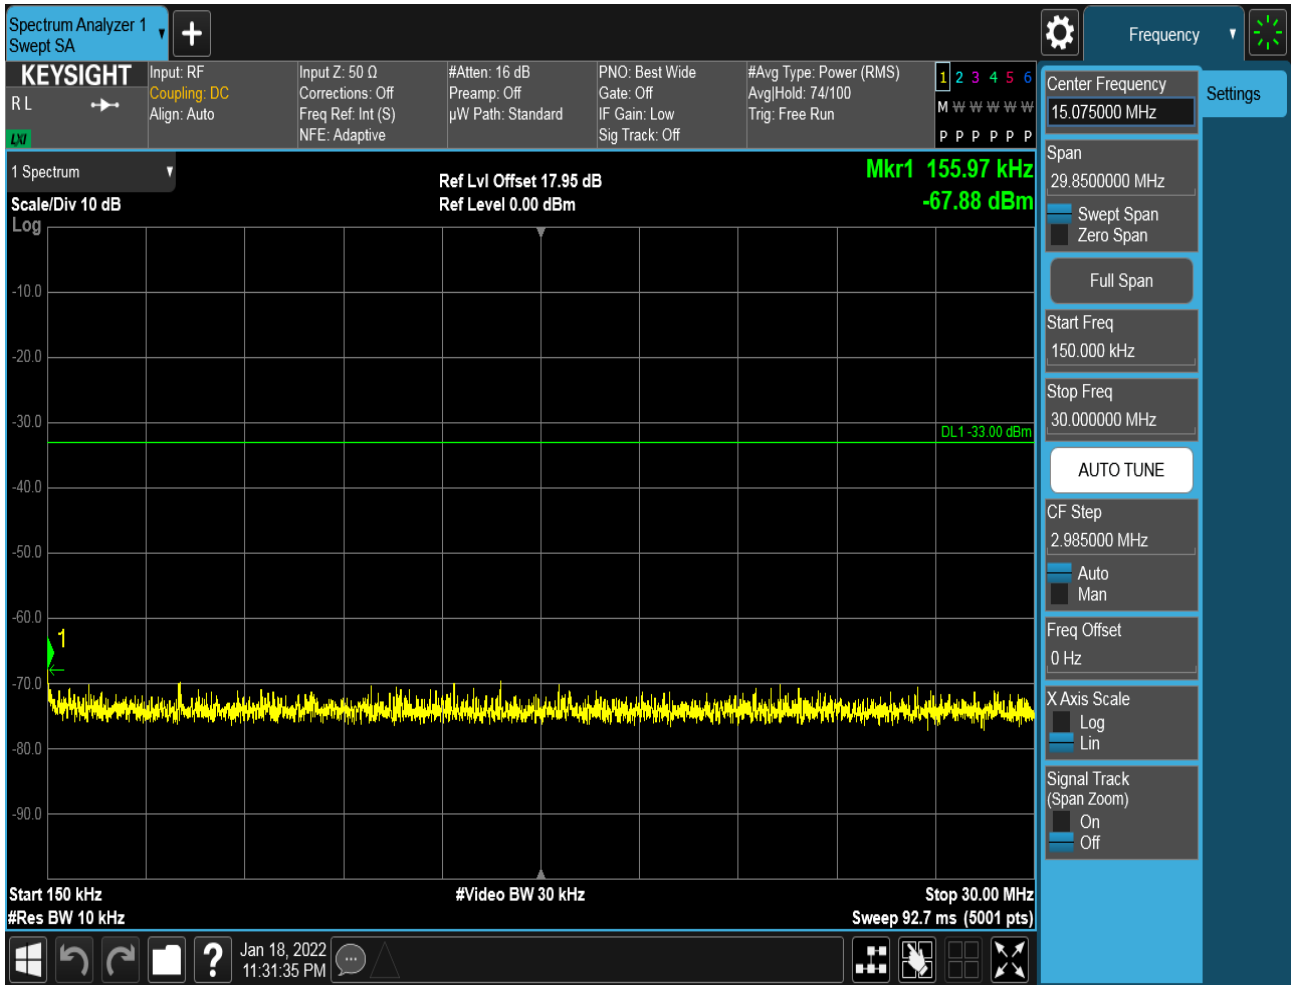 Spectrum Analyzer 1
Swept SA
Frequency
KEYSIGHT
R L
LXI
Input: RF
Coupling: DC
Align: Auto
Input Z: 50 Ω
Corrections: Off
Freq Ref: Int (S)
NFE: Adaptive
#Atten: 16 dB
Preamp: Off
µW Path: Standard
PNO: Best Wide
Gate: Off
IF Gain: Low
Sig Track: Off
#Avg Type: Power (RMS)
Avg|Hold: 74/100
Trig: Free Run
1 2 3 4 5 6
M W W W W W
P P P P P P
1 Spectrum
Scale/Div 10 dB
Log
Ref Lvl Offset 17.95 dB
Ref Level 0.00 dBm
Mkr1 155.97 kHz
-67.88 dBm
-10.0
-20.0
-30.0
DL1 -33.00 dBm
-40.0
-50.0
-60.0
1
-70.0
-80.0
-90.0
Start 150 kHz
#Video BW 30 kHz
Stop 30.00 MHz
#Res BW 10 kHz
Sweep 92.7 ms (5001 pts)
Jan 18, 2022
11:31:35 PM
?
Center Frequency
15.075000 MHz
Settings
Span
29.8500000 MHz
Swept Span
Zero Span
Full Span
Start Freq
150.000 kHz
Stop Freq
30.000000 MHz
AUTO TUNE
CF Step
2.985000 MHz
Auto
Man
Freq Offset
0 Hz
X Axis Scale
Log
Lin
Signal Track
(Span Zoom)
On
Off